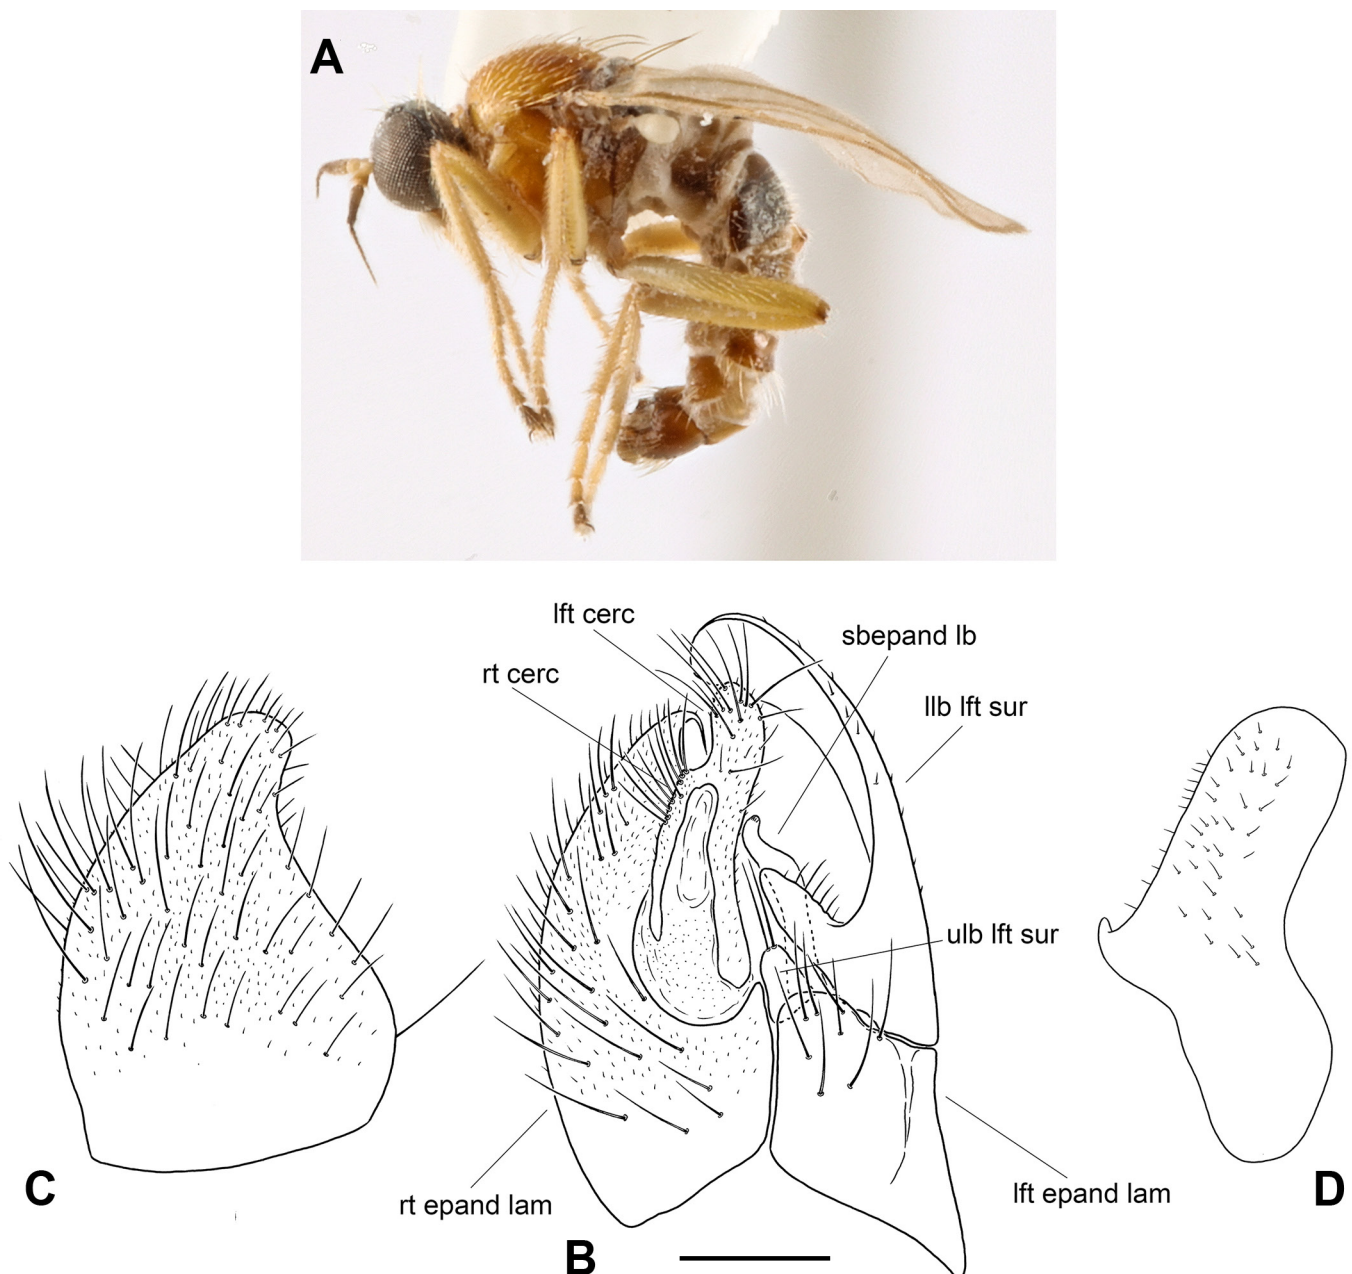 A
lft cerc
sbepand lb
rt cerc
llb lft sur
ulb lft sur
C
rt epand lam
lft epand lam
D
B